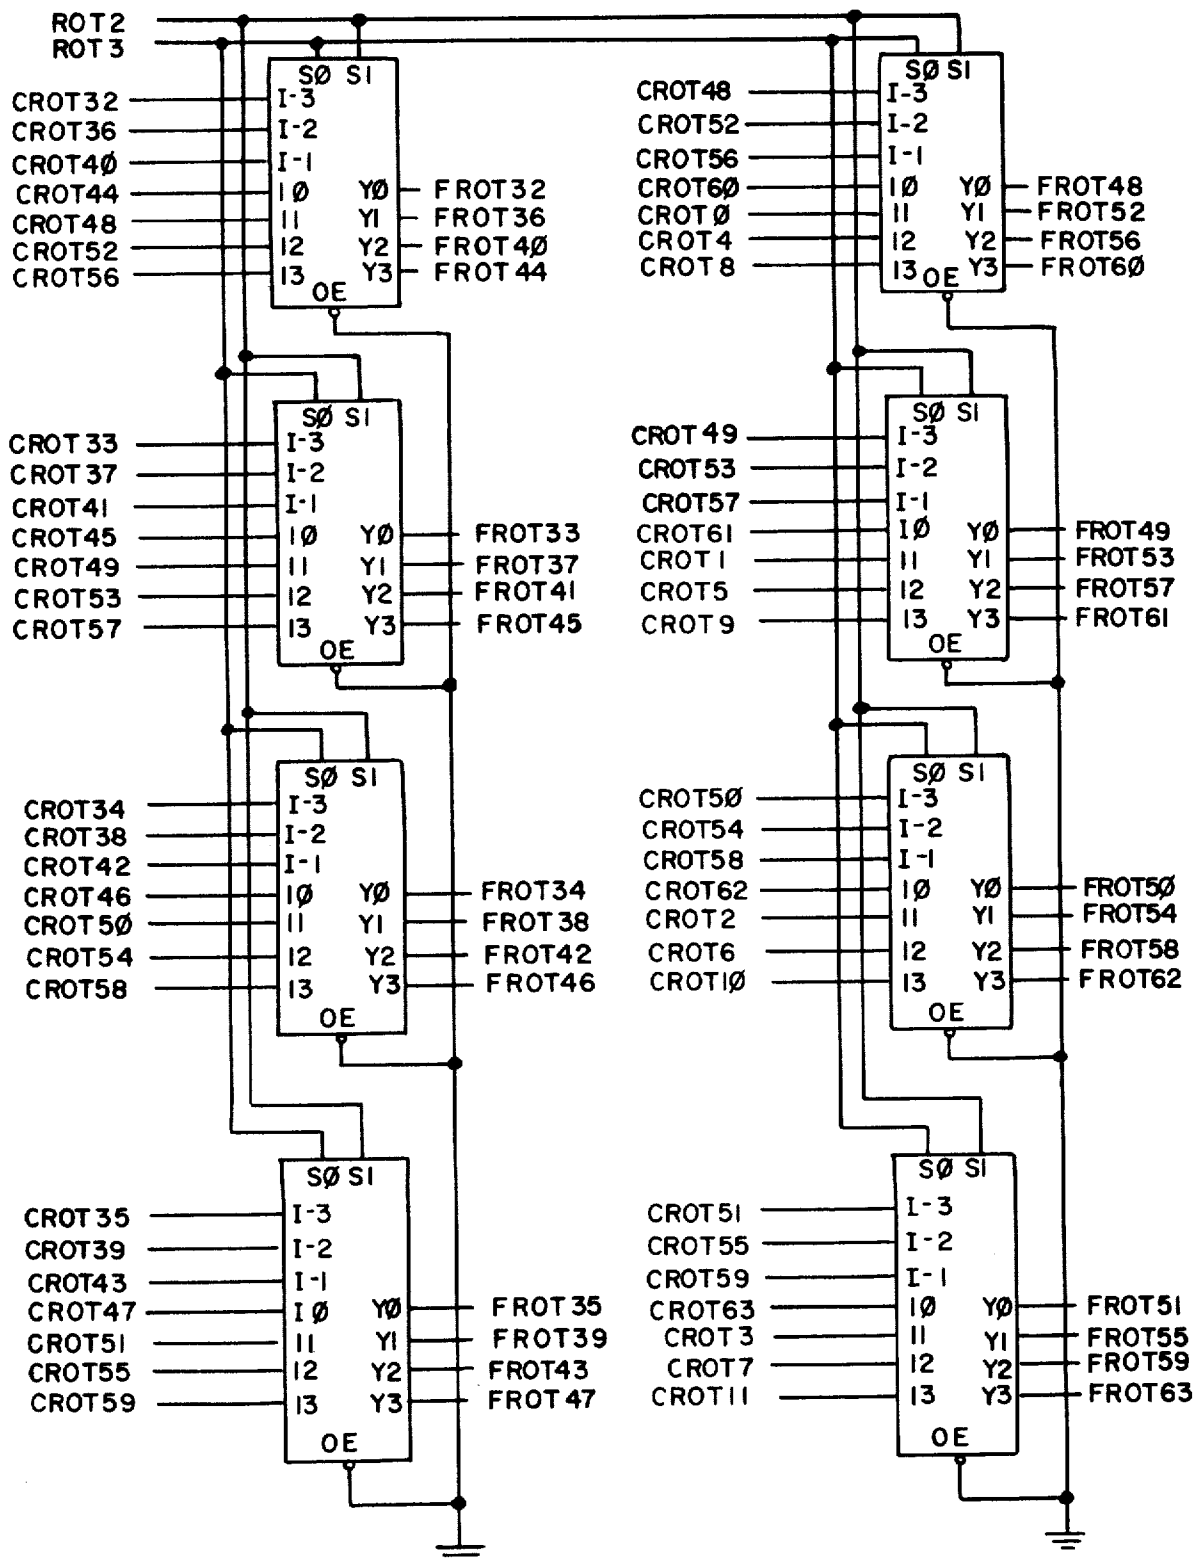 ROT2
ROT3
SØ SI
CROT32 I-3
CROT36 I-2
CROT4Ø I-1
CROT44 IØ YØ FROT32
CROT48 I1 Y1 FROT36
CROT52 I2 Y2 FROT4Ø
CROT56 I3 Y3 FROT44
OE
SØ SI
CROT33 I-3
CROT37 I-2
CROT41 I-1
CROT45 IØ YØ FROT33
CROT49 I1 Y1 FROT37
CROT53 I2 Y2 FROT41
CROT57 I3 Y3 FROT45
OE
SØ SI
CROT34 I-3
CROT38 I-2
CROT42 I-1
CROT46 IØ YØ FROT34
CROT5Ø I1 Y1 FROT38
CROT54 I2 Y2 FROT42
CROT58 I3 Y3 FROT46
OE
SØ SI
CROT35 I-3
CROT39 I-2
CROT43 I-1
CROT47 IØ YØ FROT35
CROT51 I1 Y1 FROT39
CROT55 I2 Y2 FROT43
CROT59 I3 Y3 FROT47
OE
SØ SI
CROT48 I-3
CROT52 I-2
CROT56 I-1
CROT6Ø IØ YØ FROT48
CROTØ I1 Y1 FROT52
CROT4 I2 Y2 FROT56
CROT8 I3 Y3 FROT6Ø
OE
SØ SI
CROT49 I-3
CROT53 I-2
CROT57 I-1
CROT61 IØ YØ FROT49
CROT1 I1 Y1 FROT53
CROT5 I2 Y2 FROT57
CROT9 I3 Y3 FROT61
OE
SØ SI
CROT5Ø I-3
CROT54 I-2
CROT58 I-1
CROT62 IØ YØ FROT5Ø
CROT2 I1 Y1 FROT54
CROT6 I2 Y2 FROT58
CROT1Ø I3 Y3 FROT62
OE
SØ SI
CROT51 I-3
CROT55 I-2
CROT59 I-1
CROT63 IØ YØ FROT51
CROT3 I1 Y1 FROT55
CROT7 I2 Y2 FROT59
CROT11 I3 Y3 FROT63
OE